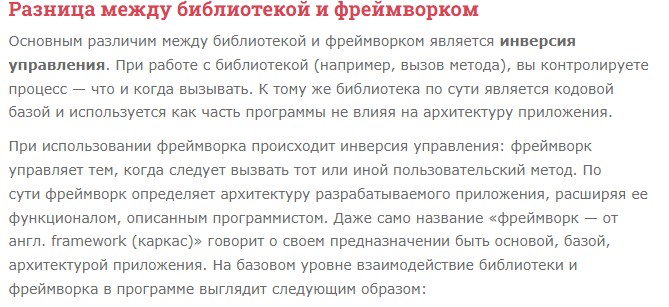 Разница между библиотекой и фреймворком
Основным различим между библиотекой и фреймворком является инверсия
управления. При работе с библиотекой (например, вызов метода), вы контролируете
процесс — что и когда вызывать. К тому же библиотека по сути является кодовой
базой и используется как часть программы не влияя на архитектуру приложения.
При использовании фреймворка происходит инверсия управления: фреймворк
управляет тем, когда следует вызвать тот или иной пользовательский метод. По
сути фреймворк определяет архитектуру разрабатываемого приложения, расширяя ее
функционалом, описанным программистом. Даже само название «фреймворк — от
англ. framework (каркас)» говорит о своем предназначении быть основой, базой,
архитектурой приложения. На базовом уровне взаимодействие библиотеки и
фреймворка в программе выглядит следующим образом: